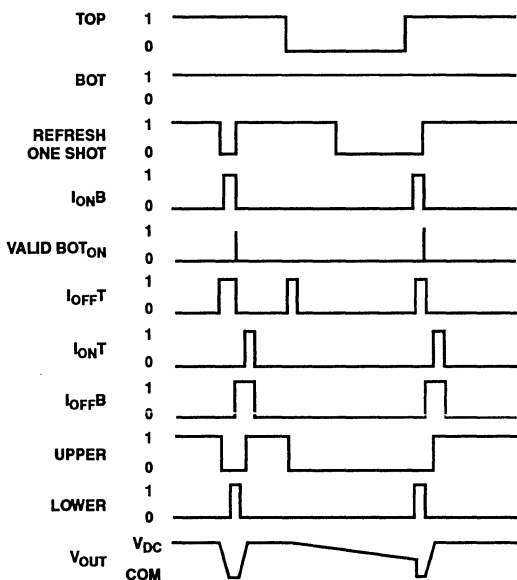 TOP 1
0
BOT 1
0
REFRESH 1
ONE SHOT 0
IONB 1
0
VALID BOTON 1
0
IOFFT 1
0
IONT 1
0
IOFFB 1
0
UPPER 1
0
LOWER 1
0
VOUT VDC
COM